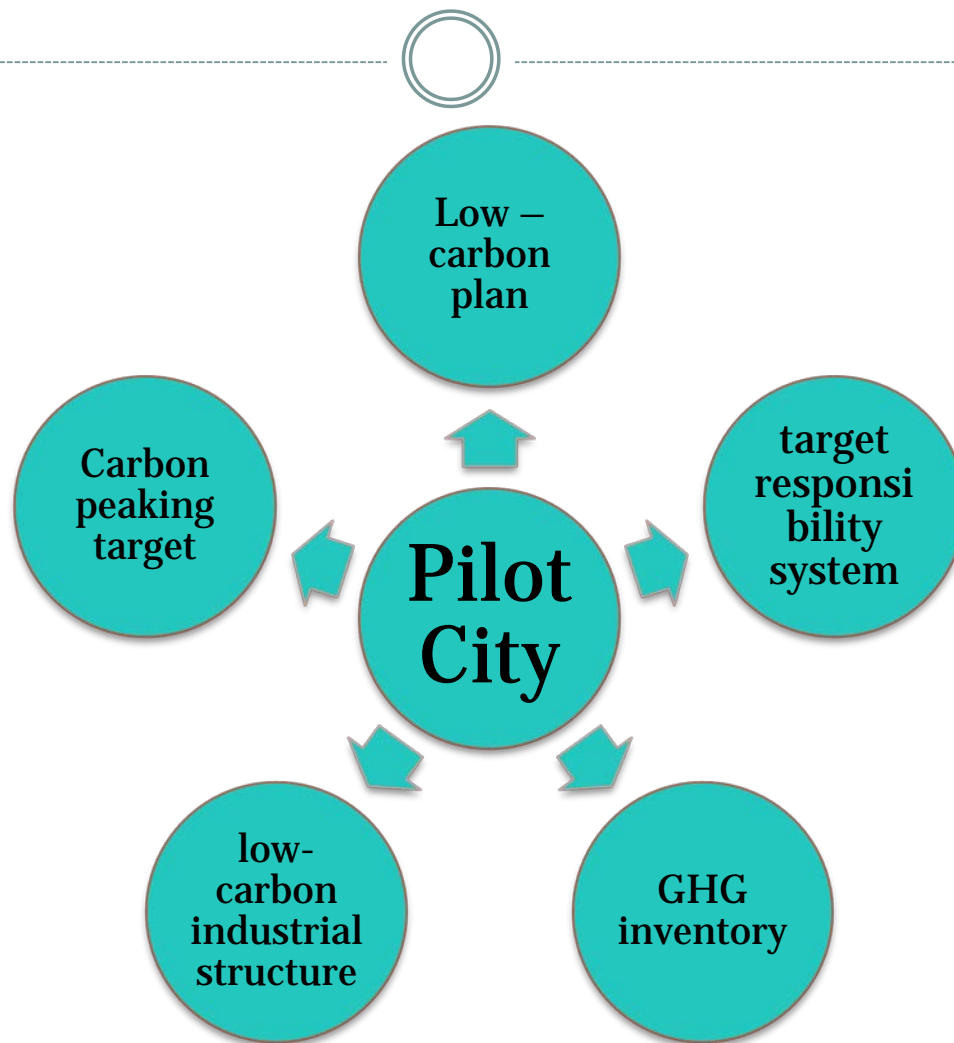 Low –
carbon
plan
Carbon
peaking
target
target
responsi
bility
system
Pilot
City
low-
carbon
industrial
structure
GHG
inventory